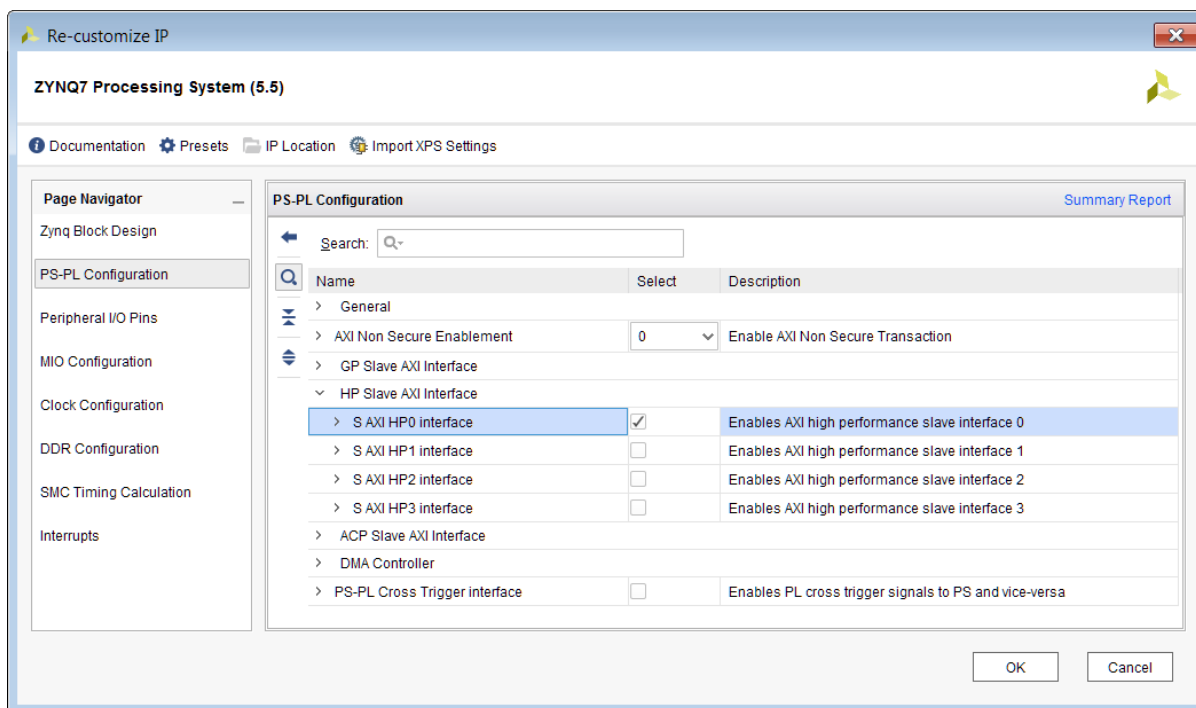 Re-customize IP
ZYNQ7 Processing System (5.5)
Documentation Presets IP Location Import XPS Settings
Page Navigator
Zynq Block Design
PS-PL Configuration
Peripheral I/O Pins
MIO Configuration
Clock Configuration
DDR Configuration
SMC Timing Calculation
Interrupts
PS-PL Configuration Summary Report
Search:
Name Select Description
General
AXI Non Secure Enablement 0 Enable AXI Non Secure Transaction
GP Slave AXI Interface
HP Slave AXI Interface
S AXI HP0 interface Enables AXI high performance slave interface 0
S AXI HP1 interface Enables AXI high performance slave interface 1
S AXI HP2 interface Enables AXI high performance slave interface 2
S AXI HP3 interface Enables AXI high performance slave interface 3
ACP Slave AXI Interface
DMA Controller
PS-PL Cross Trigger interface Enables PL cross trigger signals to PS and vice-versa
OK Cancel